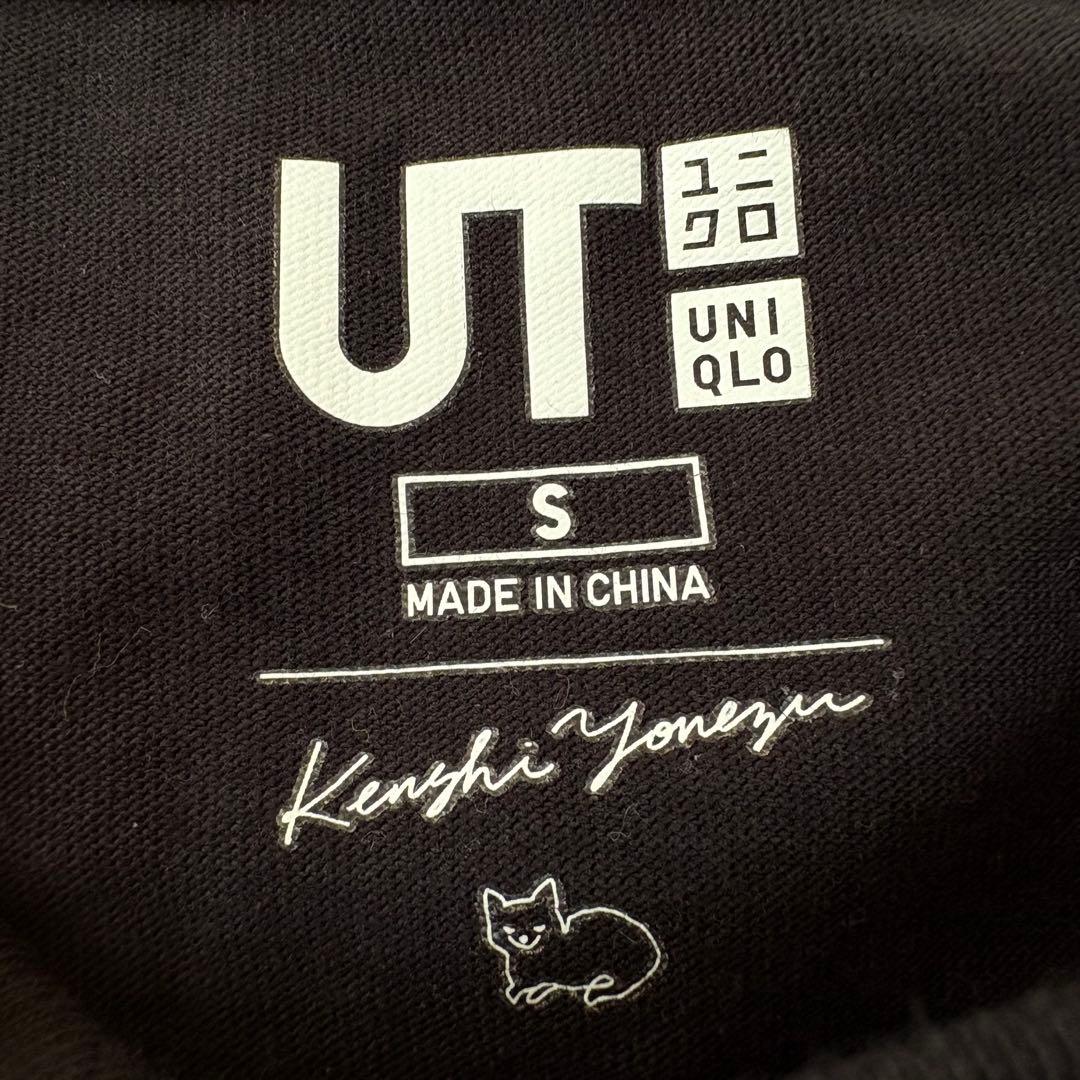 UT
ユニ
クロ
UNI
QLO
S
MADE IN CHINA
Kenshi Yonezu